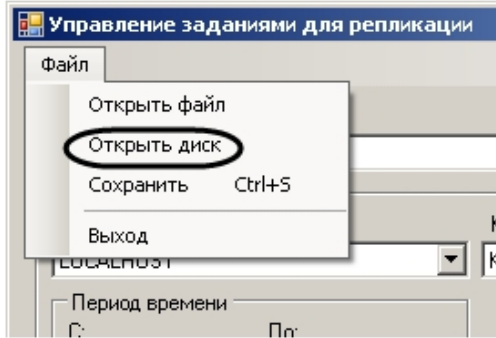 Управление заданиями для репликации
Файл
Открыть файл
Открыть диск
Сохранить Ctrl+S
Выход
LOCALHOST
Период времени
С: По: